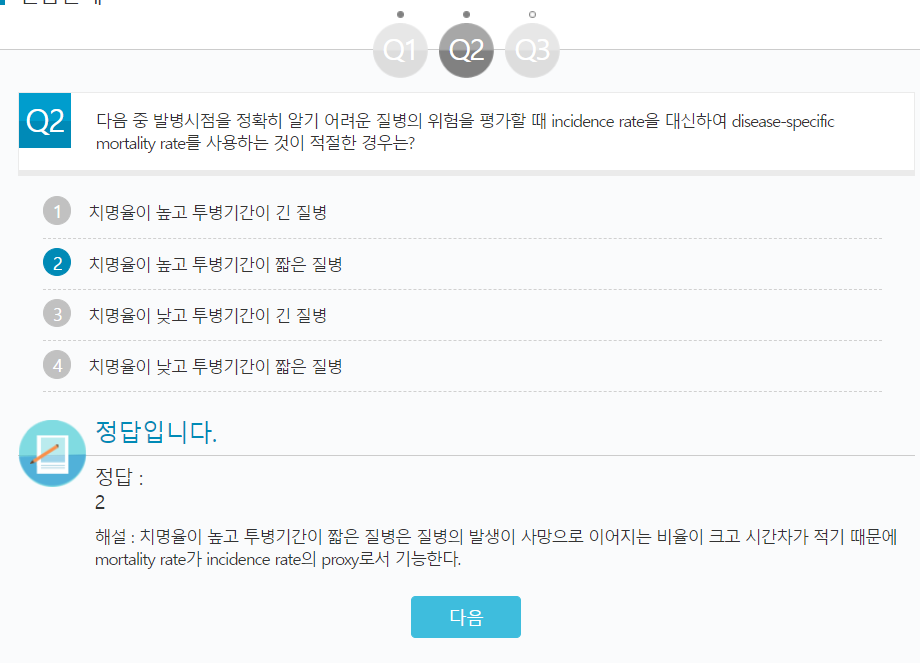 Q1
Q2
Q3
Q2
다음 중 발병시점을 정확히 알기 어려운 질병의 위험을 평가할 때 incidence rate을 대신하여 disease-specific
mortality rate를 사용하는 것이 적절한 경우는?
1 치명율이 높고 투병기간이 긴 질병
2 치명율이 높고 투병기간이 짧은 질병
3 치명율이 낮고 투병기간이 긴 질병
4 치명율이 낮고 투병기간이 짧은 질병
정답입니다.
정답 :
2
해설 : 치명율이 높고 투병기간이 짧은 질병은 질병의 발생이 사망으로 이어지는 비율이 크고 시간차가 적기 때문에
mortality rate가 incidence rate의 proxy로서 기능한다.
다음